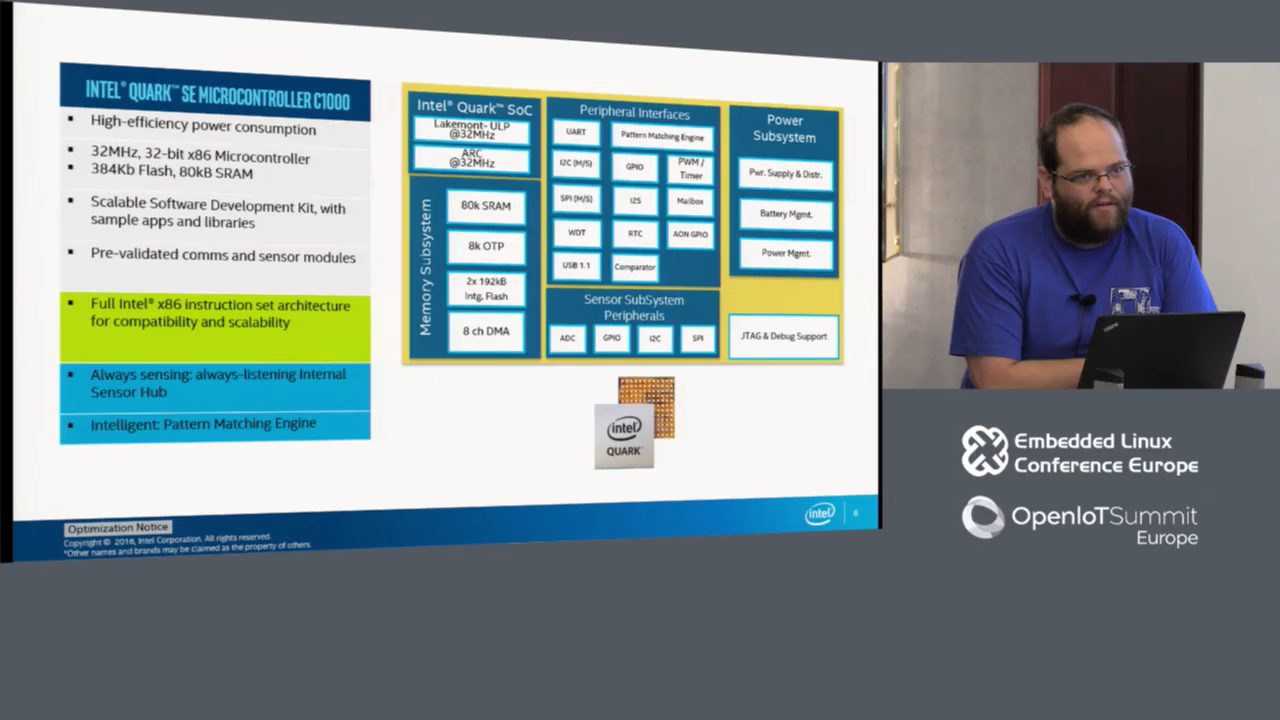 INTEL® QUARK™ SE MICROCONTROLLER C1000
▪ High-efficiency power consumption
▪ 32MHz, 32-bit x86 Microcontroller
▪ 384Kb Flash, 80kB SRAM
▪ Scalable Software Development Kit, with
sample apps and libraries
▪ Pre-validated comms and sensor modules
▪ Full Intel® x86 instruction set architecture
for compatibility and scalability
▪ Always sensing: always-listening Internal
Sensor Hub
▪ Intelligent: Pattern Matching Engine
Intel® Quark™ SoC
Lakemont- ULP
@32MHz
ARC
@32MHz
Memory Subsystem
80k SRAM
8k OTP
2x 192kB
Intg. Flash
8 ch DMA
Peripheral Interfaces
UART
Pattern Matching Engine
I2C (M/S)
GPIO
PWM /
Timer
SPI (M/S)
I2S
Mailbox
WDT
RTC
AON GPIO
USB 1.1
Comparator
Sensor SubSystem
Peripherals
ADC
GPIO
I2C
SPI
Power
Subsystem
Pwr. Supply & Distr.
Battery Mgmt.
Power Mgmt.
JTAG & Debug Support
intel
QUARK
Optimization Notice
Copyright © 2016, Intel Corporation. All rights reserved.
*Other names and brands may be claimed as the property of others.
intel
6
Embedded Linux
Conference Europe
OpenIoTSummit
Europe